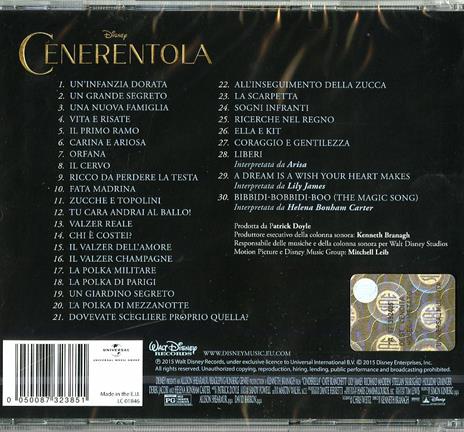 Disney
CENERENTOLA
1. UN'INFANZIA DORATA
2. UN GRANDE SEGRETO
3. UNA NUOVA FAMIGLIA
4. VITA E RISATE
5. IL PRIMO RAMO
6. CARINA E ARIOSA
7. ORFANA
8. IL CERVO
9. RICCO DA PERDERE LA TESTA
10. FATA MADRINA
11. ZUCCHE E TOPOLINI
12. TU CARA ANDRAI AL BALLO!
13. VALZER REALE
14. CHI È COSTEI?
15. IL VALZER DELL'AMORE
16. IL VALZER CHAMPAGNE
17. LA POLKA MILITARE
18. LA POLKA DI PARIGI
19. UN GIARDINO SEGRETO
20. LA POLKA DI MEZZANOTTE
21. DOVEVATE SCEGLIERE PROPRIO QUELLA?
22. ALL'INSEGUIMENTO DELLA ZUCCA
23. LA SCARPETTA
24. SOGNI INFRANTI
25. RICERCHE NEL REGNO
26. ELLA E KIT
27. CORAGGIO E GENTILEZZA
28. LIBERI
Interpretata da Arisa
29. A DREAM IS A WISH YOUR HEART MAKES
Interpretata da Lily James
30. BIBBIDI-BOBBIDI-BOO (THE MAGIC SONG)
Interpretata da Helena Bonham Carter
Prodotta da Patrick Doyle
Produttore esecutivo della colonna sonora: Kenneth Branagh
Responsabile delle musiche e della colonna sonora per Walt Disney Studios
Motion Picture e Disney Music Group: Mitchell Leib
UNIVERSAL
UNIVERSAL MUSIC GROUP
Made in the E.U.
LC 01846
0 050087 323851
WALT DISNEY
RECORDS
WWW.DISNEYMUSIC.EU.COM
℗ 2015 Walt Disney Records, under exclusive licence to Universal International B.V. © 2015 Disney Enterprises, Inc.
All rights reserved. Unauthorized copying, reproduction, hiring, lending, public performance and broadcasting prohibited.
DISNEY
PG